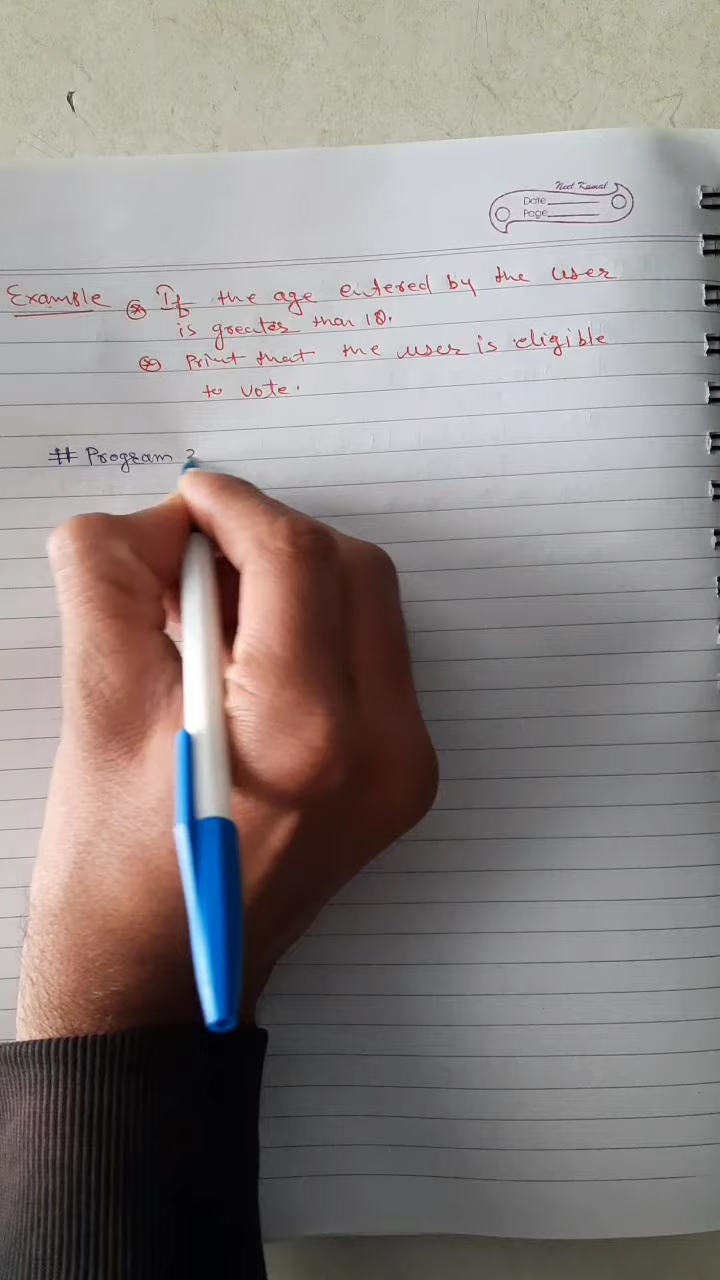 Neel Kamal
Date
Page
Example ⊛ If the age entered by the user
is greater than 18.
⊛ Print that the user is eligible
to vote.
# Program